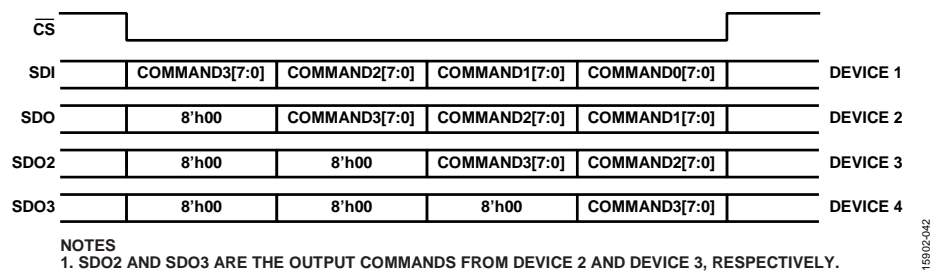 CS
SDI COMMAND3[7:0] COMMAND2[7:0] COMMAND1[7:0] COMMAND0[7:0] DEVICE 1
SDO 8'h00 COMMAND3[7:0] COMMAND2[7:0] COMMAND1[7:0] DEVICE 2
SDO2 8'h00 8'h00 COMMAND3[7:0] COMMAND2[7:0] DEVICE 3
SDO3 8'h00 8'h00 8'h00 COMMAND3[7:0] DEVICE 4
NOTES
1. SDO2 AND SDO3 ARE THE OUTPUT COMMANDS FROM DEVICE 2 AND DEVICE 3, RESPECTIVELY.
15902-042